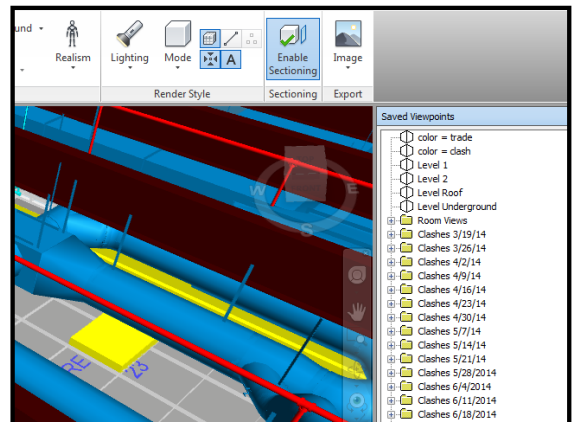 und
Realism
Lighting
Mode
A
Enable
Sectioning
Image
Render Style
Sectioning
Export
Saved Viewpoints
color = trade
color = clash
Level 1
Level 2
Level Roof
Level Underground
Room Views
Clashes 3/19/14
Clashes 3/26/14
Clashes 4/2/14
Clashes 4/9/14
Clashes 4/16/14
Clashes 4/23/14
Clashes 4/30/14
Clashes 5/7/14
Clashes 5/14/14
Clashes 5/21/14
Clashes 5/28/2014
Clashes 6/4/2014
Clashes 6/11/2014
Clashes 6/18/2014
W
E
S
RE
'23